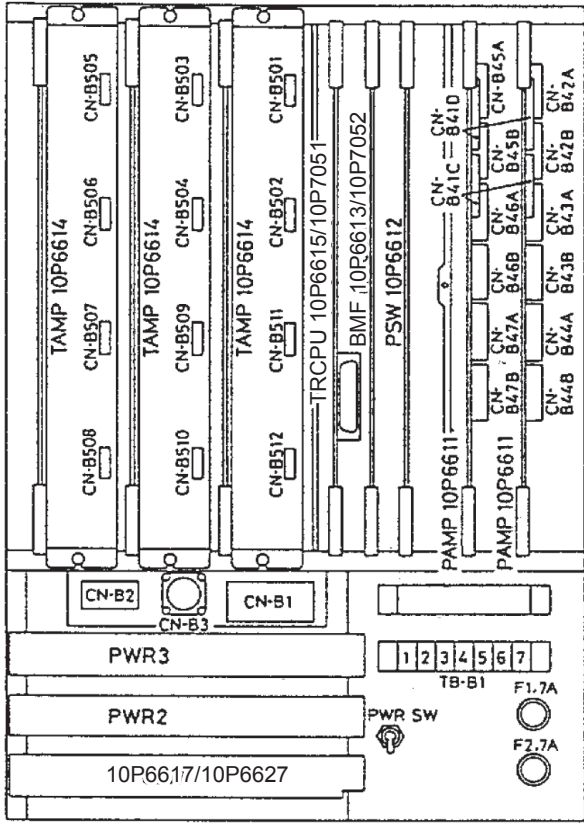 CN-B505
CN-B506
CN-B507
CN-B508
TAMP 10P6614
CN-B503
CN-B504
CN-B509
CN-B510
TAMP 10P6614
CN-B501
CN-B502
CN-B511
CN-B512
TAMP 10P6614
TRCPU 10P6615/10P7051
BMF 10P6613/10P7052
PSW 10P6612
CN-
B41D
CN-
B41C
CN-B45A
CN-
B45B
CN-
B46A
CN-
B46B
CN-
B47A
CN-
B47B
PAMP 10P6611
CN-
B42A
CN-
B42B
CN-
B43A
CN-
B43B
CN-
B44A
CN-
B44B
PAMP 10P6611
CN-B2
CN-B3
CN-B1
PWR3
PWR2
10P6617/10P6627
1 2 3 4 5 6 7
TB-B1
PWR SW
F1.7A
F2.7A